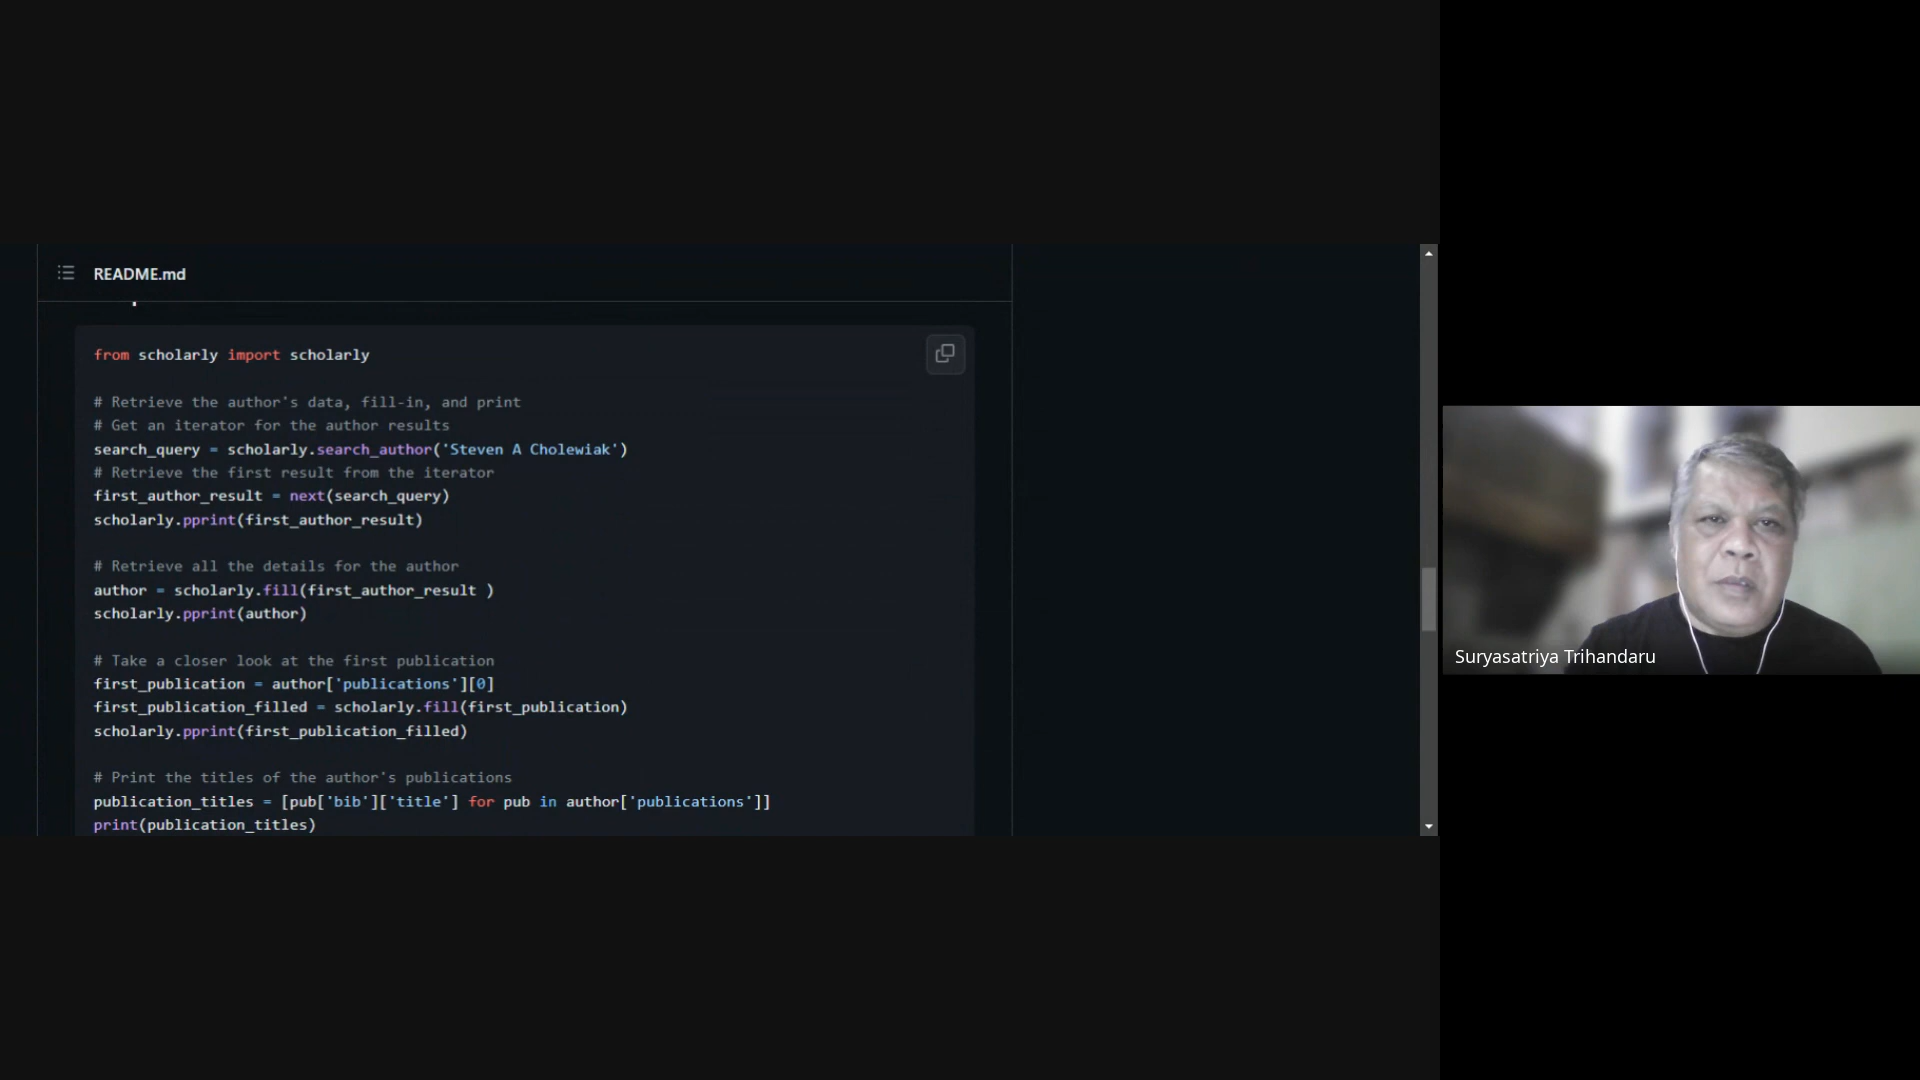 README.md
from scholarly import scholarly
# Retrieve the author's data, fill-in, and print
# Get an iterator for the author results
search_query = scholarly.search_author('Steven A Cholewiak')
# Retrieve the first result from the iterator
first_author_result = next(search_query)
scholarly.pprint(first_author_result)
# Retrieve all the details for the author
author = scholarly.fill(first_author_result )
scholarly.pprint(author)
# Take a closer look at the first publication
first_publication = author['publications'][0]
first_publication_filled = scholarly.fill(first_publication)
scholarly.pprint(first_publication_filled)
# Print the titles of the author's publications
publication_titles = [pub['bib']['title'] for pub in author['publications']]
print(publication_titles)
Suryasatriya Trihandaru